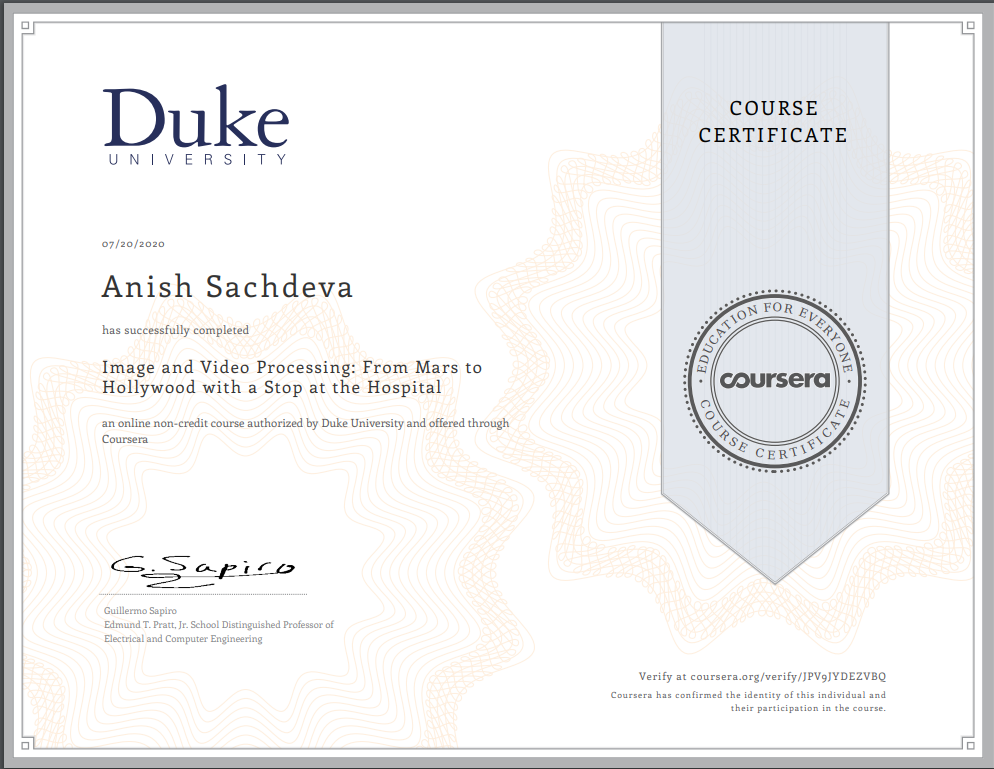 Duke
UNIVERSITY
COURSE
CERTIFICATE
07/20/2020
Anish Sachdeva
has successfully completed
Image and Video Processing: From Mars to
Hollywood with a Stop at the Hospital
an online non-credit course authorized by Duke University and offered through
Coursera
EDUCATION FOR EVERYONE
coursera
COURSE CERTIFICATE
G. Sapiro
Guillermo Sapiro
Edmund T. Pratt, Jr. School Distinguished Professor of
Electrical and Computer Engineering
Verify at coursera.org/verify/JPV9JYDEZVBQ
Coursera has confirmed the identity of this individual and
their participation in the course.